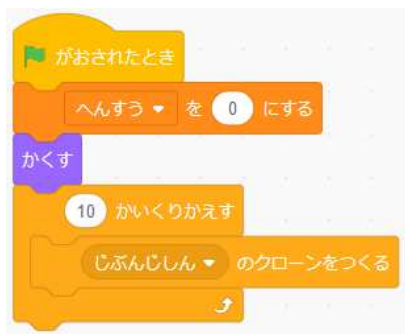 がおされたとき
へんすう を 0 にする
かくす
10 かいくりかえす
じぶんじしん のクローンをつくる